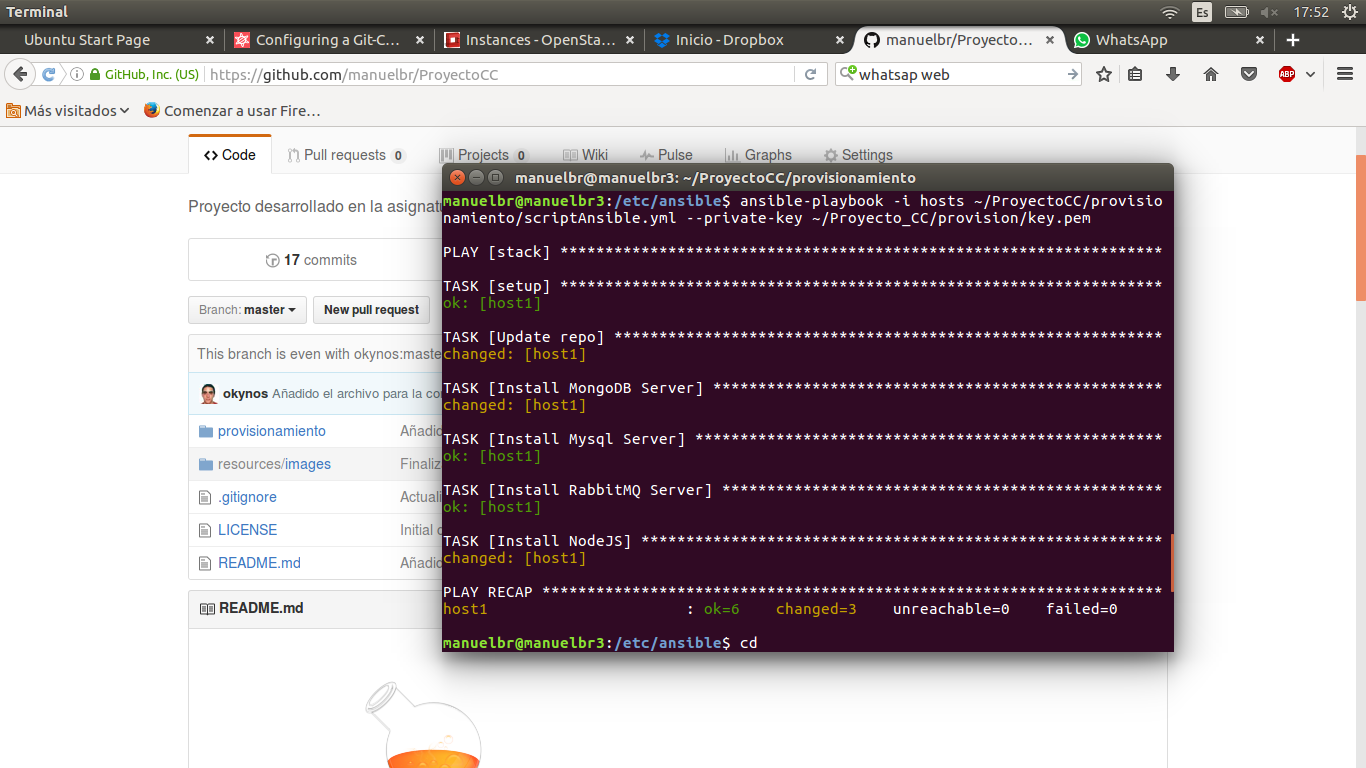 Terminal
Es
17:52
Ubuntu Start Page
Configuring a Git-C…
Instances - OpenSta…
Inicio - Dropbox
manuelbr/Proyecto…
WhatsApp
GitHub, Inc. (US)
https://github.com/manuelbr/ProyectoCC
whatsap web
ABP
Más visitados
Comenzar a usar Fire…
Code
Pull requests 0
Projects 0
Wiki
Pulse
Graphs
Settings
Proyecto desarrollado en la asignatu
17 commits
Branch: master
New pull request
This branch is even with okynos:maste
okynos Añadido el archivo para la co
provisionamiento Añadid
resources/images Finaliz
.gitignore Actuali
LICENSE Initial c
README.md Añadid
README.md
manuelbr@manuelbr3: ~/ProyectoCC/provisionamiento
manuelbr@manuelbr3:/etc/ansible$ ansible-playbook -i hosts ~/ProyectoCC/provisio
namiento/scriptAnsible.yml --private-key ~/Proyecto_CC/provision/key.pem
PLAY [stack] *******************************************************************
TASK [setup] *******************************************************************
ok: [host1]
TASK [Update repo] *************************************************************
changed: [host1]
TASK [Install MongoDB Server] **************************************************
changed: [host1]
TASK [Install Mysql Server] ****************************************************
ok: [host1]
TASK [Install RabbitMQ Server] *************************************************
ok: [host1]
TASK [Install NodeJS] **********************************************************
changed: [host1]
PLAY RECAP *********************************************************************
host1 : ok=6 changed=3 unreachable=0 failed=0
manuelbr@manuelbr3:/etc/ansible$ cd